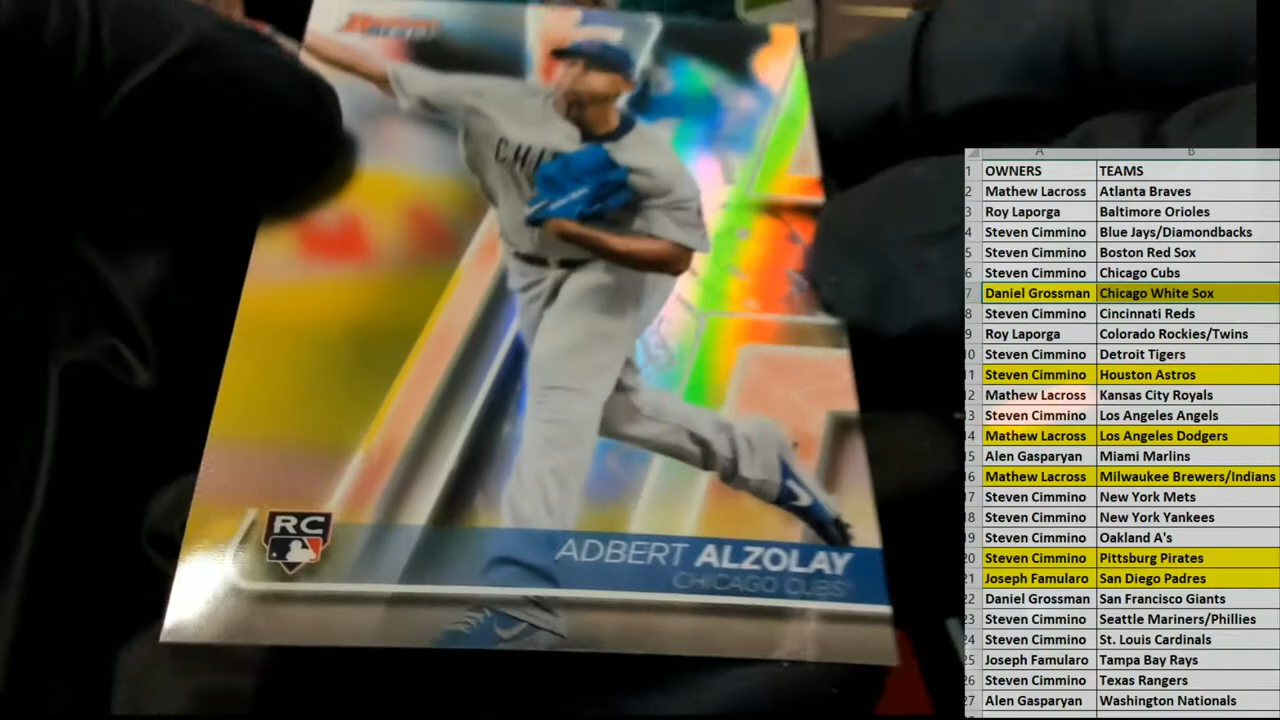 BEST
CHI
RC
ADBERT ALZOLAY
CHICAGO CUBS
A B
1 OWNERS TEAMS
2 Mathew Lacross Atlanta Braves
3 Roy Laporga Baltimore Orioles
4 Steven Cimmino Blue Jays/Diamondbacks
5 Steven Cimmino Boston Red Sox
6 Steven Cimmino Chicago Cubs
7 Daniel Grossman Chicago White Sox
8 Steven Cimmino Cincinnati Reds
9 Roy Laporga Colorado Rockies/Twins
10 Steven Cimmino Detroit Tigers
11 Steven Cimmino Houston Astros
12 Mathew Lacross Kansas City Royals
13 Steven Cimmino Los Angeles Angels
14 Mathew Lacross Los Angeles Dodgers
15 Alen Gasparyan Miami Marlins
16 Mathew Lacross Milwaukee Brewers/Indians
17 Steven Cimmino New York Mets
18 Steven Cimmino New York Yankees
19 Steven Cimmino Oakland A's
20 Steven Cimmino Pittsburg Pirates
21 Joseph Famularo San Diego Padres
22 Daniel Grossman San Francisco Giants
23 Steven Cimmino Seattle Mariners/Phillies
24 Steven Cimmino St. Louis Cardinals
25 Joseph Famularo Tampa Bay Rays
26 Steven Cimmino Texas Rangers
27 Alen Gasparyan Washington Nationals